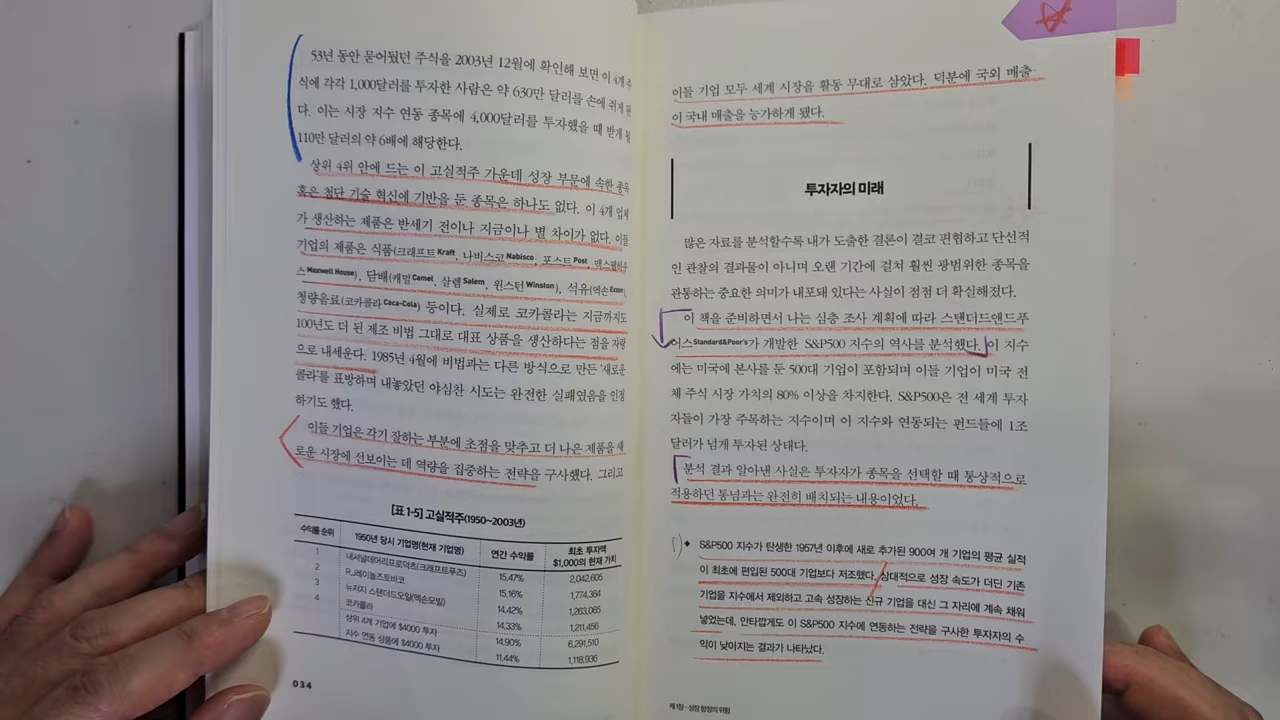 53년 동안 묻어뒀던 주식을 2003년 12월에 확인해 보면 이 4개 주
식에 각각 1,000달러를 투자한 사람은 약 630만 달러를 손에 쥐게 된
다. 이는 시장 지수 연동 종목에 4,000달러를 투자했을 때 받게 될
110만 달러의 약 6배에 해당한다.
상위 4위 안에 드는 이 고실적주 가운데 성장 부문에 속한 종목
혹은 첨단 기술 혁신에 기반을 둔 종목은 하나도 없다. 이 4개 업체
가 생산하는 제품은 반세기 전이나 지금이나 별 차이가 없다. 이들
기업의 제품은 식품(크래프트 Kraft, 나비스코 Nabisco, 포스트 Post, 맥스웰하우
스 Maxwell House), 담배(캐멀 Camel, 살렘 Salem, 윈스턴 Winston), 석유(엑손 Exxon),
청량음료(코카콜라 Coca-Cola) 등이다. 실제로 코카콜라는 지금까지도
100년도 더 된 제조 비법 그대로 대표 상품을 생산하다는 점을 자랑
으로 내세운다. 1985년 4월에 비법과는 다른 방식으로 만든 '새로운
콜라'를 표방하며 내놓았던 야심찬 시도는 완전한 실패였음을 인정
하기도 했다.
이들 기업은 각기 잘하는 부분에 초점을 맞추고 더 나은 제품을 새
로운 시장에 선보이는 데 역량을 집중하는 전략을 구사했다. 그리고
[표 1-5] 고실적주(1950~2003년)
수익률 순위 1950년 당시 기업명(현재 기업명) 연간 수익률 최초 투자액 $1,000의 현재 가치
1 내셔널데어리프로덕츠(크래프트푸즈) 15.47% 2,042,605
2 R.J.레이놀즈토바코 15.16% 1,774,384
3 뉴저지 스탠더드오일(엑손모빌) 14.42% 1,263,065
4 코카콜라 14.33% 1,211,456
상위 4개 기업에 $4000 투자 14.90% 6,291,510
지수 연동 상품에 $4000 투자 11.44% 1,118,936
034
이들 기업 모두 세계 시장을 활동 무대로 삼았다. 덕분에 국외 매출
이 국내 매출을 능가하게 됐다.
투자자의 미래
많은 자료를 분석할수록 내가 도출한 결론이 결코 편협하고 단선적
인 관찰의 결과물이 아니며 오랜 기간에 걸쳐 훨씬 광범위한 종목을
관통하는 중요한 의미가 내포돼 있다는 사실이 점점 더 확실해졌다.
이 책을 준비하면서 나는 심층 조사 계획에 따라 스탠더드앤드푸
어스 Standard&Poor's가 개발한 S&P500 지수의 역사를 분석했다. 이 지수
에는 미국에 본사를 둔 500대 기업이 포함되며 이들 기업이 미국 전
체 주식 시장 가치의 80% 이상을 차지한다. S&P500은 전 세계 투자
자들이 가장 주목하는 지수이며 이 지수와 연동되는 펀드들에 1조
달러가 넘게 투자된 상태다.
분석 결과 알아낸 사실은 투자자가 종목을 선택할 때 통상적으로
적용하던 통념과는 완전히 배치되는 내용이었다.
1) ◆ S&P500 지수가 탄생한 1957년 이후에 새로 추가된 900여 개 기업의 평균 실적
이 최초에 편입된 500대 기업보다 저조했다. 상대적으로 성장 속도가 더딘 기존
기업을 지수에서 제외하고 고속 성장하는 신규 기업을 대신 그 자리에 계속 채워
넣었는데, 안타깝게도 이 S&P500 지수에 연동하는 전략을 구사한 투자자의 수
익이 낮아지는 결과가 나타났다.
제1장 · 성장 함정의 위험